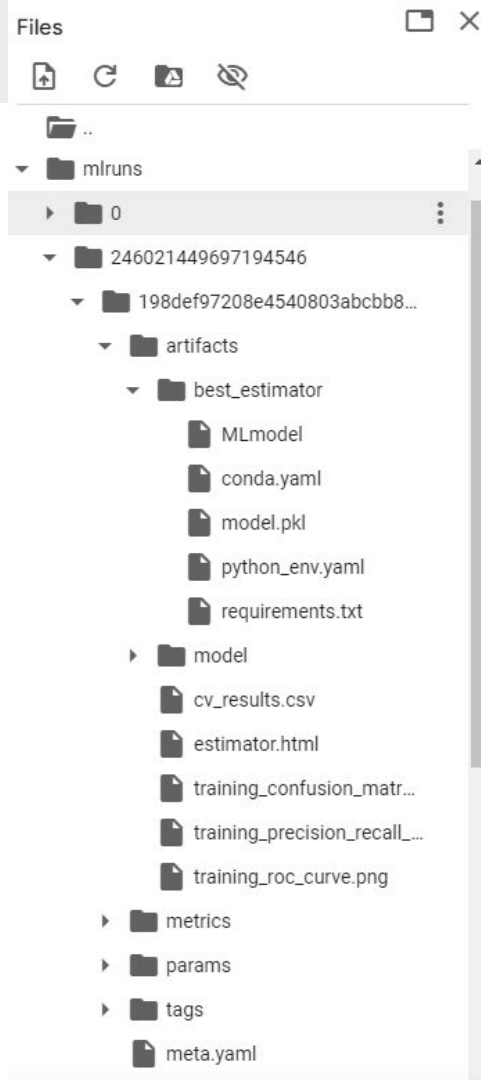 Files
..
mlruns
0
246021449697194546
198def97208e4540803abcbb8...
artifacts
best_estimator
MLmodel
conda.yaml
model.pkl
python_env.yaml
requirements.txt
model
cv_results.csv
estimator.html
training_confusion_matr...
training_precision_recall_...
training_roc_curve.png
metrics
params
tags
meta.yaml